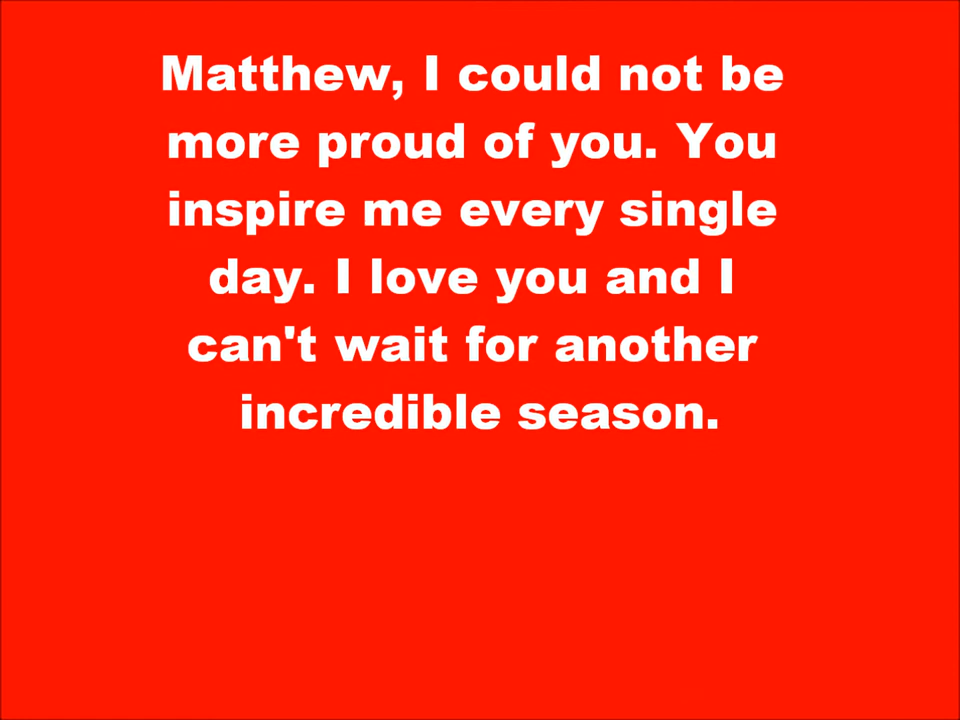 Matthew, I could not be
more proud of you. You
inspire me every single
day. I love you and I
can't wait for another
incredible season.